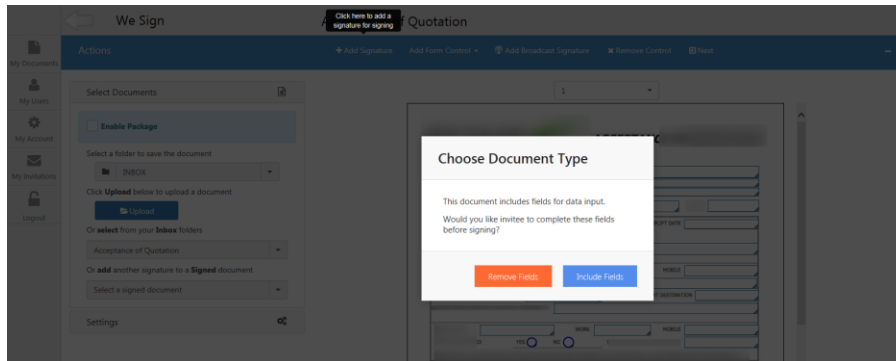 We Sign
Click here to add a
signature for signing
of Quotation
Actions
Add Signature
Add Form Control
Add Broadcast Signature
Remove Control
Next
My Documents
My Users
My Account
My Invitations
Logout
Select Documents
Enable Package
Select a folder to save the document
INBOX
Click Upload below to upload a document
Upload
Or select from your Inbox folders
Acceptance of Quotation
Or add another signature to a Signed document
Select a signed document
Settings
1
Choose Document Type
This document includes fields for data input.
Would you like invitee to complete these fields
before signing?
Remove Fields
Include Fields
MOBILE
WORK
MOBILE
YES
NO